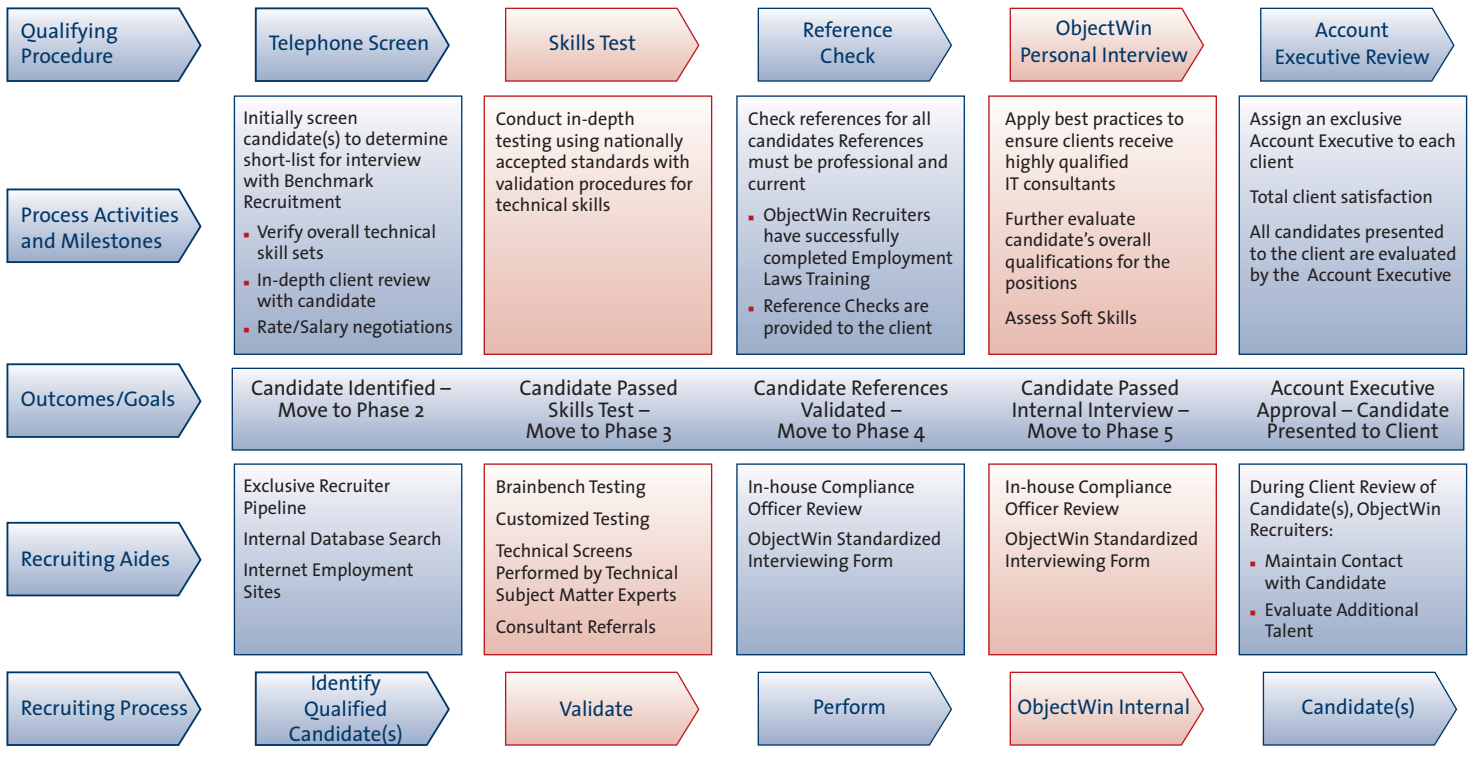 Qualifying
Procedure
Telephone Screen
Skills Test
Reference
Check
ObjectWin
Personal Interview
Account
Executive Review
Process Activities
and Milestones
Initially screen
candidate(s) to determine
short-list for interview
with Benchmark
Recruitment
▪ Verify overall technical
skill sets
▪ In-depth client review
with candidate
▪ Rate/Salary negotiations
Conduct in-depth
testing using nationally
accepted standards with
validation procedures for
technical skills
Check references for all
candidates References
must be professional and
current
▪ ObjectWin Recruiters
have successfully
completed Employment
Laws Training
▪ Reference Checks are
provided to the client
Apply best practices to
ensure clients receive
highly qualified
IT consultants
Further evaluate
candidate’s overall
qualifications for the
positions
Assess Soft Skills
Assign an exclusive
Account Executive to each
client
Total client satisfaction
All candidates presented
to the client are evaluated
by the Account Executive
Outcomes/Goals
Candidate Identified –
Move to Phase 2
Candidate Passed
Skills Test –
Move to Phase 3
Candidate References
Validated –
Move to Phase 4
Candidate Passed
Internal Interview –
Move to Phase 5
Account Executive
Approval – Candidate
Presented to Client
Recruiting Aides
Exclusive Recruiter
Pipeline
Internal Database Search
Internet Employment
Sites
Brainbench Testing
Customized Testing
Technical Screens
Performed by Technical
Subject Matter Experts
Consultant Referrals
In-house Compliance
Officer Review
ObjectWin Standardized
Interviewing Form
In-house Compliance
Officer Review
ObjectWin Standardized
Interviewing Form
During Client Review of
Candidate(s), ObjectWin
Recruiters:
▪ Maintain Contact
with Candidate
▪ Evaluate Additional
Talent
Recruiting Process
Identify
Qualified
Candidate(s)
Validate
Perform
ObjectWin Internal
Candidate(s)